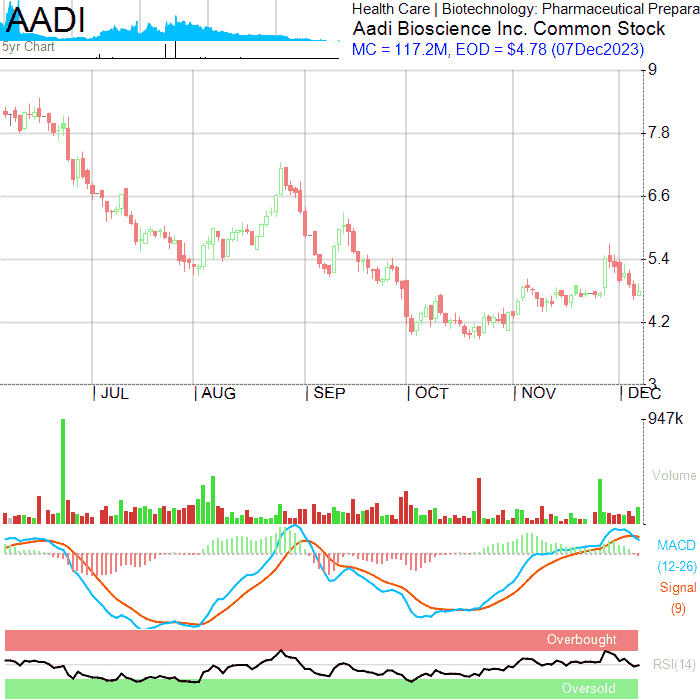 AADI
5yr Chart
Health Care | Biotechnology: Pharmaceutical Prepara
Aadi Bioscience Inc. Common Stock
MC = 117.2M, EOD = $4.78 (07Dec2023)
9
7.8
6.6
5.4
4.2
3
JUL
AUG
SEP
OCT
NOV
DEC
947k
Volume
MACD
(12-26)
Signal
(9)
Overbought
RSI(14)
Oversold